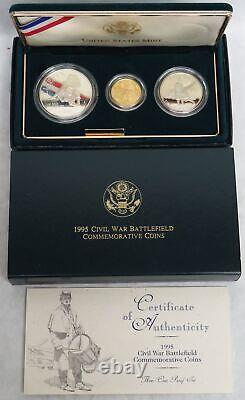 UNITED STATES MINT
1995 CIVIL WAR BATTLEFIELD
COMMEMORATIVE COINS
Certificate
of Authenticity
1995
Civil War Battlefield
Commemorative Coins
Three Coin Proof Set